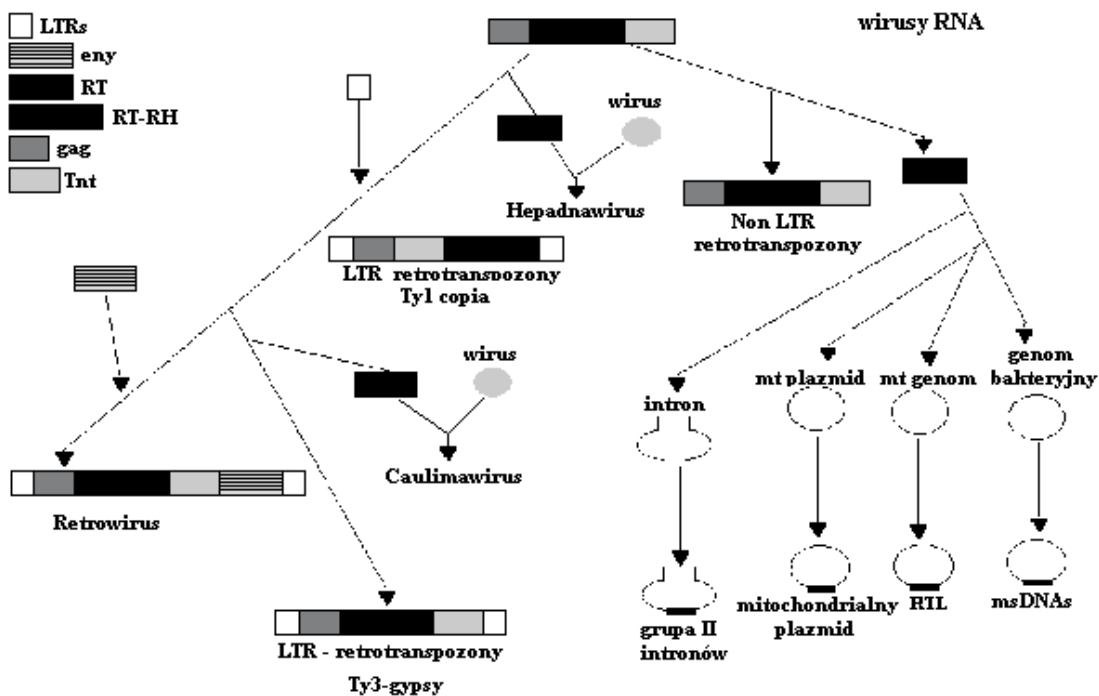 LTRs
eny
RT
RT-RH
gag
Tnt
wirusy RNA
wirus
Hepadnawirus
Non LTR
retrotranspozony
LTR retrotranspozony
Ty1 copia
wirus
Caulimawirus
Retrowirus
LTR - retrotranspozony
Ty3-gypsy
intron
mt plazmid
mt genom
genom
bakteryjny
grupa II
intronów
mitochondrialny
plazmid
RTL
msDNAs